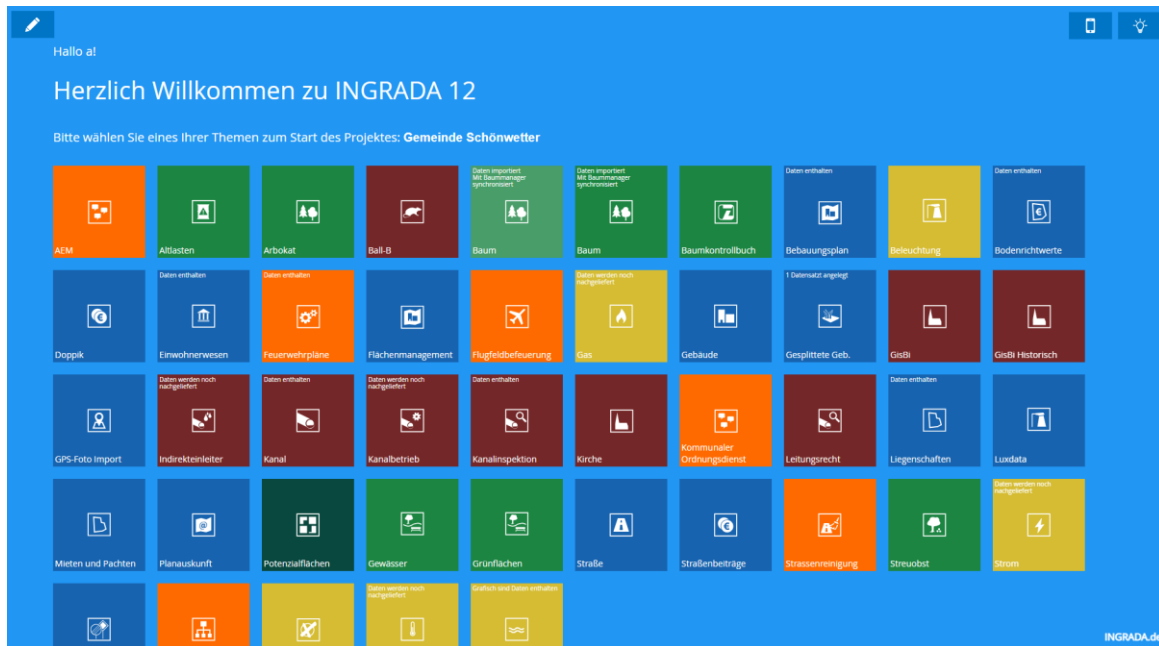 Hallo a!
Herzlich Willkommen zu INGRADA 12
Bitte wählen Sie eines Ihrer Themen zum Start des Projektes: Gemeinde Schönwetter
AEM
Altlasten
Arbokat
Ball-B
Daten importiert
Mit Baummanager
synchronisiert
Baum
Daten importiert
Mit Baummanager
synchronisiert
Baum
Baumkontrollbuch
Daten enthalten
Bebauungsplan
Beleuchtung
Daten enthalten
Bodenrichtwerte
Doppik
Daten enthalten
Einwohnerwesen
Daten enthalten
Feuerwehrpläne
Flächenmanagement
Flugfeldbefeuerung
Daten werden noch
nachgeliefert
Gas
Gebäude
1 Datensatzt angelegt
Gesplittete Geb.
GisBi
GisBi Historisch
GPS-Foto Import
Daten werden noch
nachgeliefert
Indirekteinleiter
Daten enthalten
Kanal
Daten werden noch
nachgeliefert
Kanalbetrieb
Daten enthalten
Kanalinspektion
Kirche
Kommunaler
Ordnungsdienst
Leitungsrecht
Daten enthalten
Liegenschaften
Luxdata
Mieten und Pachten
Planauskunft
Potenzialflächen
Gewässer
Grünflächen
Straße
Straßenbeiträge
Strassenreinigung
Streuobst
Daten werden noch
nachgeliefert
Strom
Daten werden noch
nachgeliefert
Grafisch sind Daten enthalten
INGRADA.de